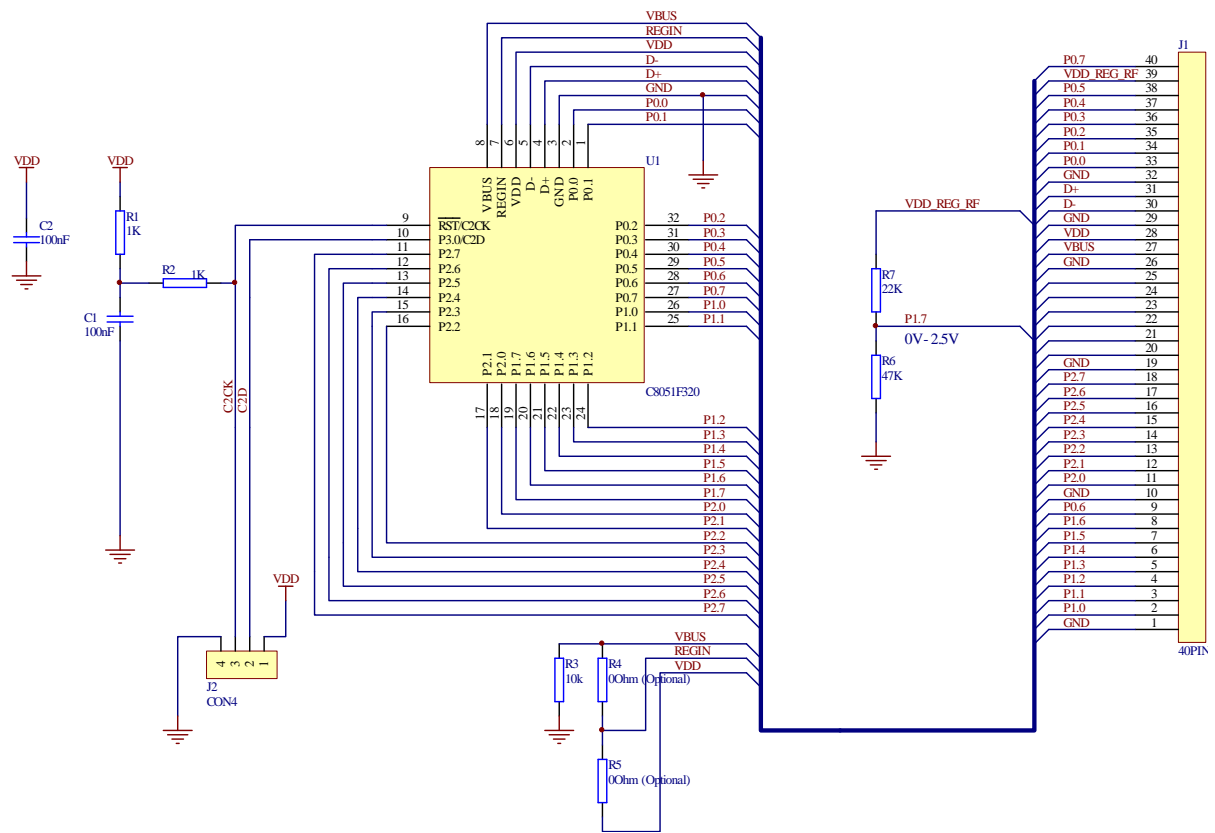 VBUS
REGIN
VDD
D-
D+
GND
P0.0
P0.1
8 7 6 5 4 3 2 1
VBUS REGIN VDD D- D+ GND P0.0 P0.1
U1
VDD
C2
100nF
VDD
R1
1K
R2
1K
C1
100nF
9 RST/C2CK
10 P3.0/C2D
11 P2.7
12 P2.6
13 P2.5
14 P2.4
15 P2.3
16 P2.2
P0.2 32 P0.2
P0.3 31 P0.3
P0.4 30 P0.4
P0.5 29 P0.5
P0.6 28 P0.6
P0.7 27 P0.7
P1.0 26 P1.0
P1.1 25 P1.1
P2.1 P2.0 P1.7 P1.6 P1.5 P1.4 P1.3 P1.2
17 18 19 20 21 22 23 24
C8051F320
C2CK
C2D
P1.2
P1.3
P1.4
P1.5
P1.6
P1.7
P2.0
P2.1
P2.2
P2.3
P2.4
P2.5
P2.6
P2.7
VDD
4 3 2 1
J2
CON4
VBUS
REGIN
VDD
R3
10k
R4
0Ohm (Optional)
R5
0Ohm (Optional)
VDD_REG_RF
R7
22K
P1.7
0V- 2.5V
R6
47K
J1
P0.7 40
VDD_REG_RF 39
P0.5 38
P0.4 37
P0.3 36
P0.2 35
P0.1 34
P0.0 33
GND 32
D+ 31
D- 30
GND 29
VDD 28
VBUS 27
GND 26
25
24
23
22
21
20
GND 19
P2.7 18
P2.6 17
P2.5 16
P2.4 15
P2.3 14
P2.2 13
P2.1 12
P2.0 11
GND 10
P0.6 9
P1.6 8
P1.5 7
P1.4 6
P1.3 5
P1.2 4
P1.1 3
P1.0 2
GND 1
40PIN